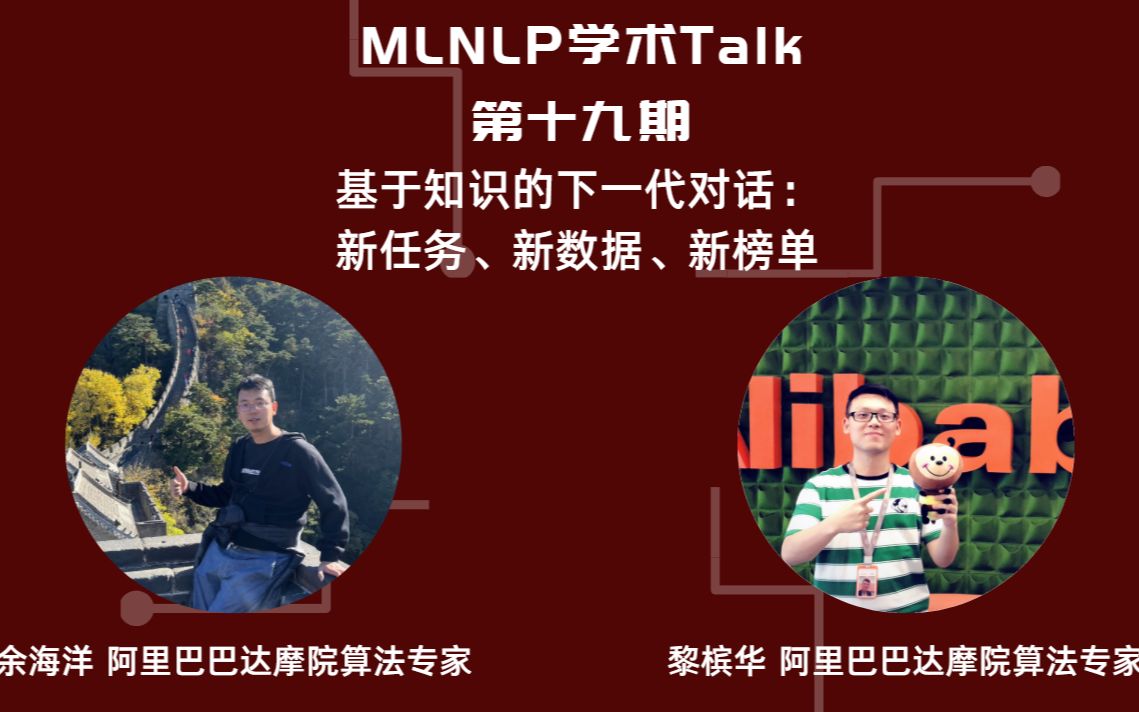 MLNLP学术Talk
第十九期
基于知识的下一代对话：
新任务、新数据、新榜单
Alibab
余海洋 阿里巴巴达摩院算法专家
黎槟华 阿里巴巴达摩院算法专家